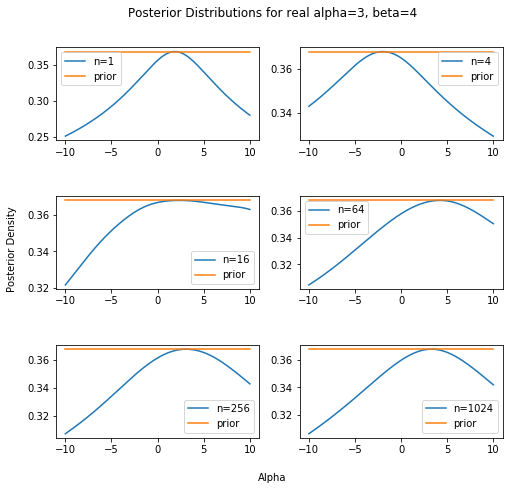 Posterior Distributions for real alpha=3, beta=4
0.35
0.30
0.25
n=1
prior
−10 −5 0 5 10
0.36
0.34
n=4
prior
−10 −5 0 5 10
Posterior Density
0.36
0.34
0.32
n=16
prior
−10 −5 0 5 10
0.36
0.34
0.32
n=64
prior
−10 −5 0 5 10
0.36
0.34
0.32
n=256
prior
−10 −5 0 5 10
0.36
0.34
0.32
n=1024
prior
−10 −5 0 5 10
Alpha